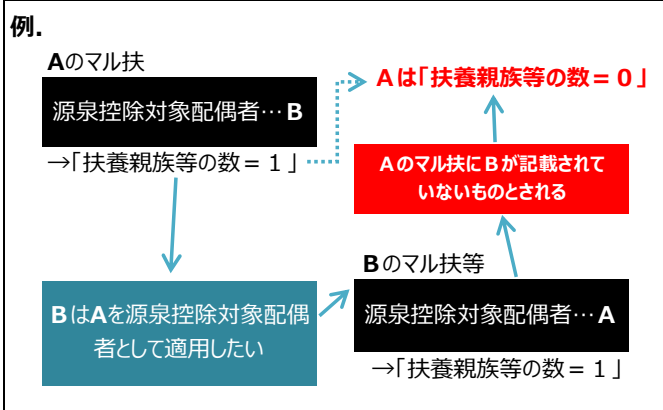 例.
Aのマル扶
源泉控除対象配偶者…B
→「扶養親族等の数=1」
Aは「扶養親族等の数=0」
Aのマル扶にBが記載されて
いないものとされる
Bのマル扶等
BはAを源泉控除対象配偶
者として適用したい
源泉控除対象配偶者…A
→「扶養親族等の数=1」